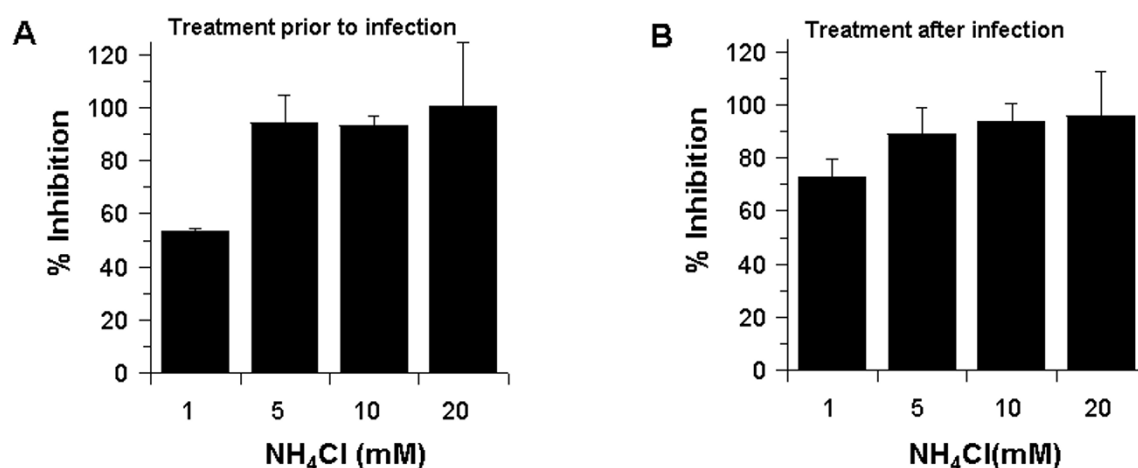 A
Treatment prior to infection
120
100
80
60
40
20
0
% Inhibition
1 5 10 20
NH₄Cl (mM)
B
Treatment after infection
120
100
80
60
40
20
0
% Inhibition
1 5 10 20
NH₄Cl(mM)